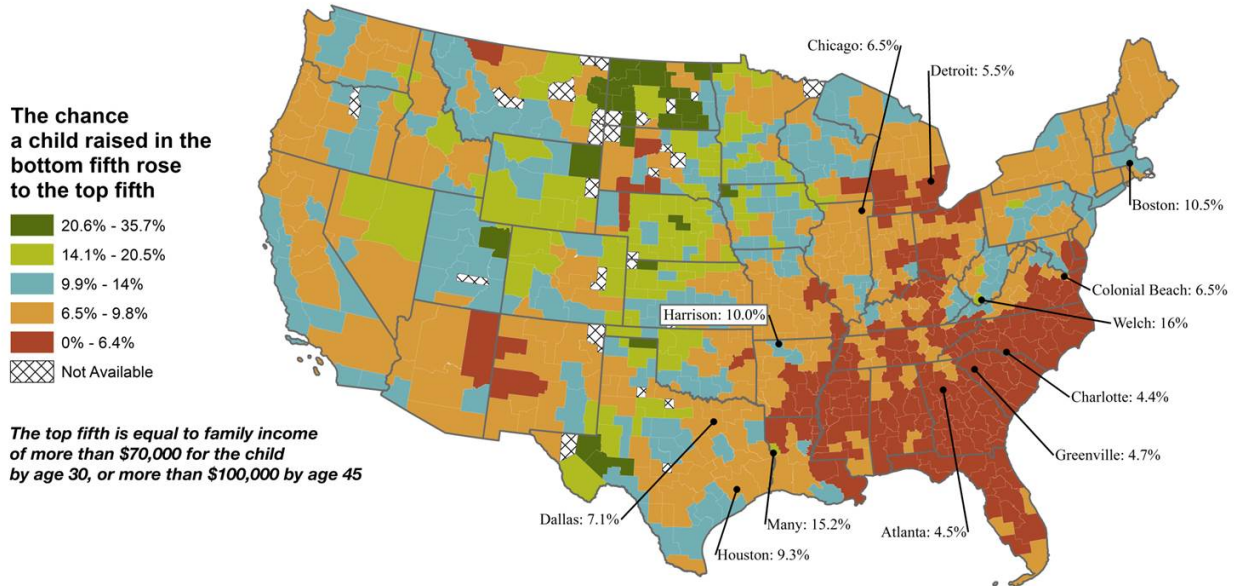 The chance
a child raised in the
bottom fifth rose
to the top fifth
20.6% - 35.7%
14.1% - 20.5%
9.9% - 14%
6.5% - 9.8%
0% - 6.4%
Not Available
The top fifth is equal to family income
of more than $70,000 for the child
by age 30, or more than $100,000 by age 45
Chicago: 6.5%
Detroit: 5.5%
Boston: 10.5%
Colonial Beach: 6.5%
Harrison: 10.0%
Welch: 16%
Charlotte: 4.4%
Greenville: 4.7%
Dallas: 7.1%
Many: 15.2%
Atlanta: 4.5%
Houston: 9.3%